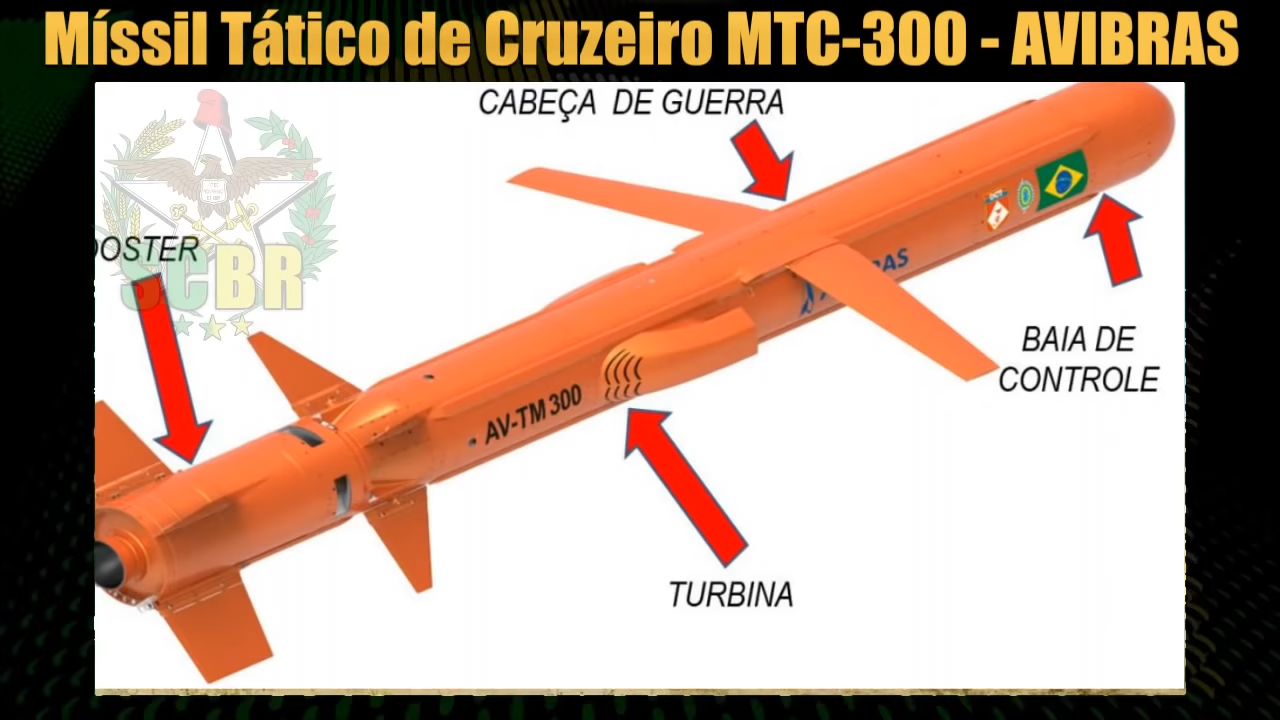 Míssil Tático de Cruzeiro MTC-300 - AVIBRAS
CABEÇA DE GUERRA
OOSTER
SCBR
BAIA DE
CONTROLE
AV-TM 300
TURBINA